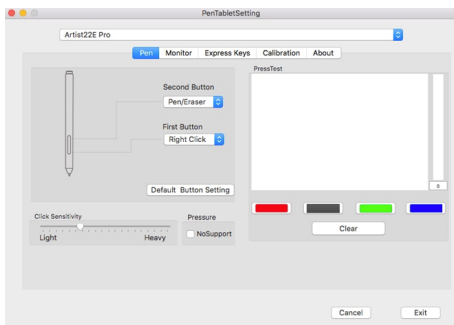 PenTabletSetting
Artist22E Pro
Pen Monitor Express Keys Calibration About
Second Button
Pen/Eraser
First Button
Right Click
Default Button Setting
Click Sensitivity
Light Heavy
Pressure
NoSupport
PressTest
0
Clear
Cancel Exit